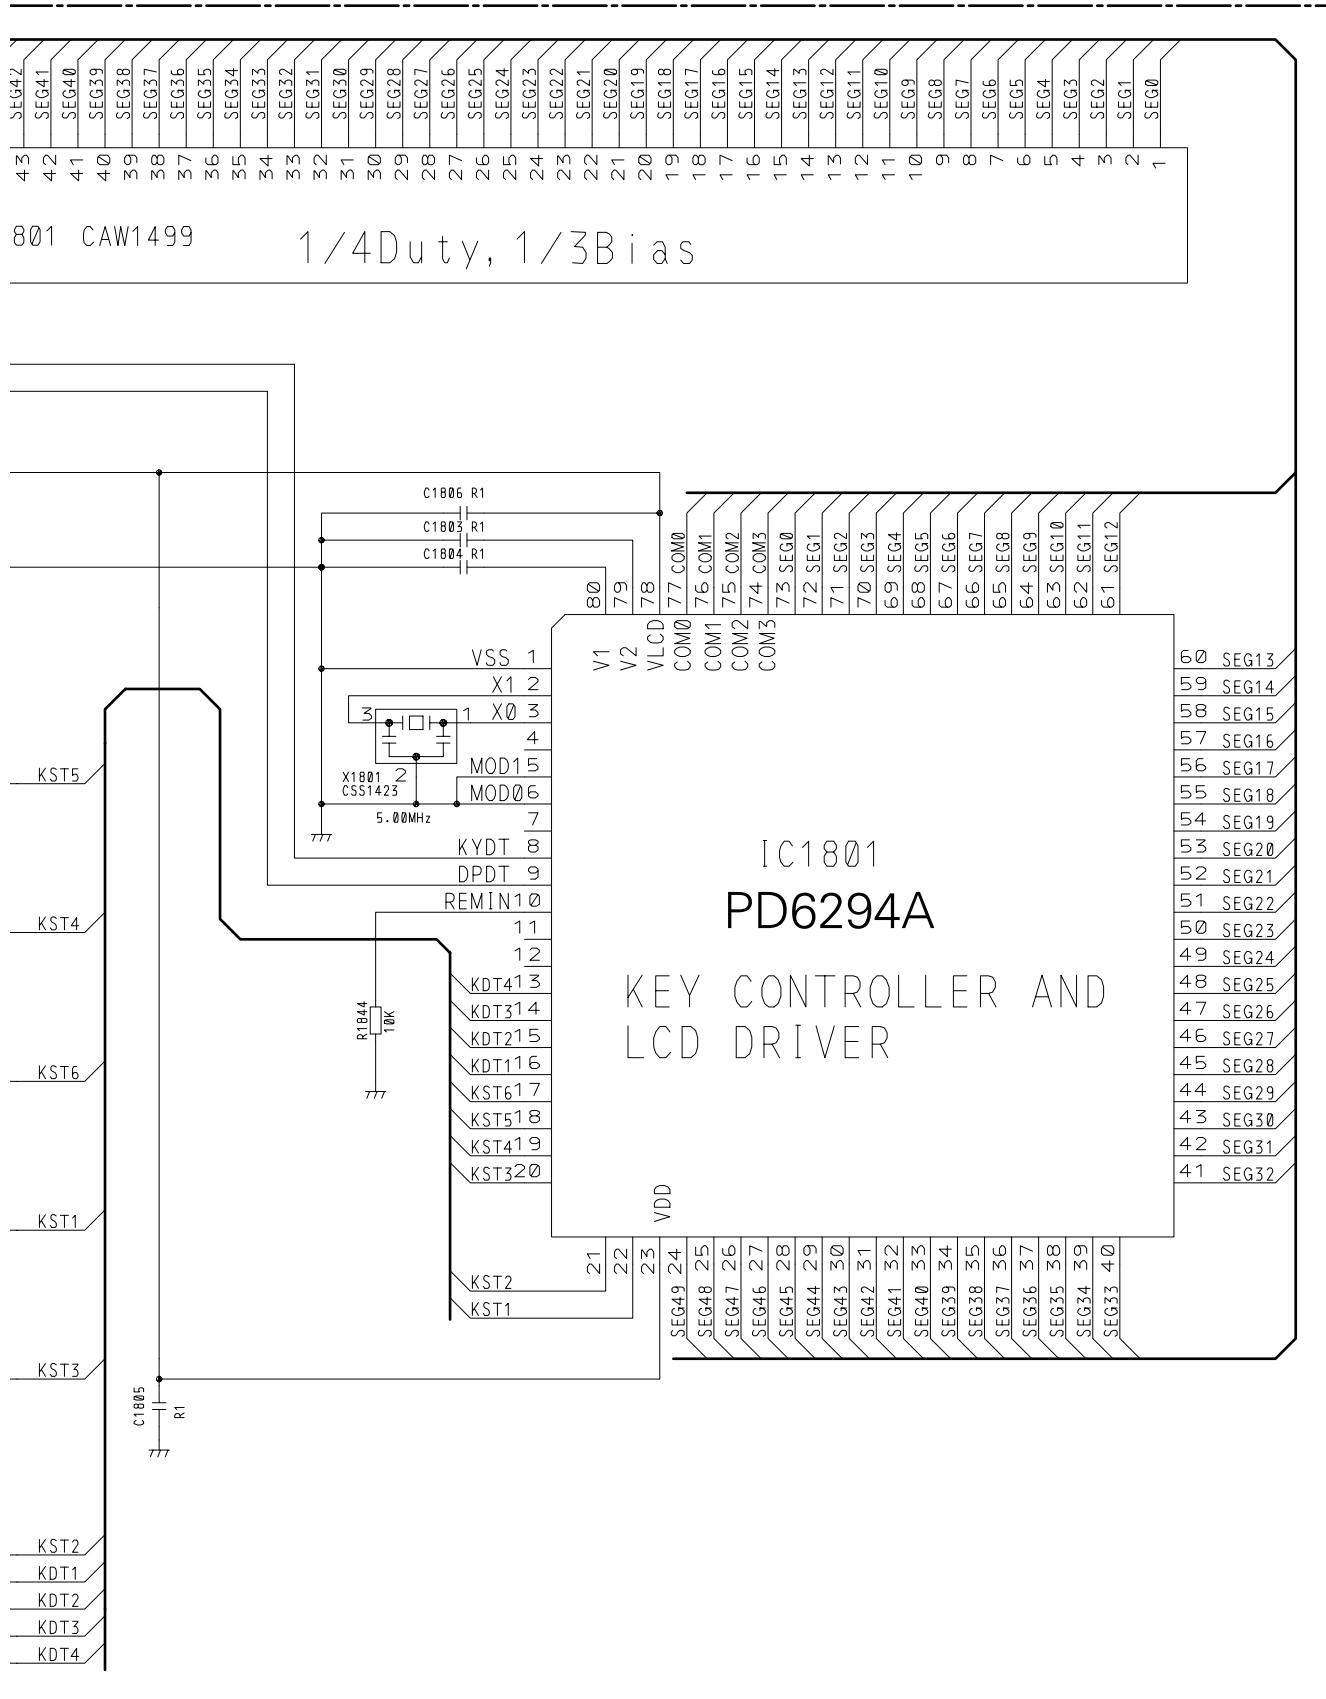 SEG42 SEG41 SEG40 SEG39 SEG38 SEG37 SEG36 SEG35 SEG34 SEG33 SEG32 SEG31 SEG30 SEG29 SEG28 SEG27 SEG26 SEG25 SEG24 SEG23 SEG22 SEG21 SEG20 SEG19 SEG18 SEG17 SEG16 SEG15 SEG14 SEG13 SEG12 SEG11 SEG10 SEG9 SEG8 SEG7 SEG6 SEG5 SEG4 SEG3 SEG2 SEG1 SEG0
43 42 41 40 39 38 37 36 35 34 33 32 31 30 29 28 27 26 25 24 23 22 21 20 19 18 17 16 15 14 13 12 11 10 9 8 7 6 5 4 3 2 1
801 CAW1499
1/4Duty, 1/3Bias
C1806 R1
C1803 R1
C1804 R1
COM0 COM1 COM2 COM3 SEG0 SEG1 SEG2 SEG3 SEG4 SEG5 SEG6 SEG7 SEG8 SEG9 SEG10 SEG11 SEG12
80 79 78 77 76 75 74 73 72 71 70 69 68 67 66 65 64 63 62 61
V1 V2 VLCD COM0 COM1 COM2 COM3
VSS 1
X1 2
X0 3
4
MOD1 5
MOD0 6
7
KYDT 8
DPDT 9
REMIN 10
11
12
KDT4 13
KDT3 14
KDT2 15
KDT1 16
KST6 17
KST5 18
KST4 19
KST3 20
3 1
2
X1801
CSS1423
5.00MHz
R1844
10K
IC1801
PD6294A
KEY CONTROLLER AND
LCD DRIVER
60 SEG13
59 SEG14
58 SEG15
57 SEG16
56 SEG17
55 SEG18
54 SEG19
53 SEG20
52 SEG21
51 SEG22
50 SEG23
49 SEG24
48 SEG25
47 SEG26
46 SEG27
45 SEG28
44 SEG29
43 SEG30
42 SEG31
41 SEG32
VDD
21 22 23 24 25 26 27 28 29 30 31 32 33 34 35 36 37 38 39 40
SEG49 SEG48 SEG47 SEG46 SEG45 SEG44 SEG43 SEG42 SEG41 SEG40 SEG39 SEG38 SEG37 SEG36 SEG35 SEG34 SEG33
KST2
KST1
KST5
KST4
KST6
KST1
KST3
C1805
R1
KST2
KDT1
KDT2
KDT3
KDT4